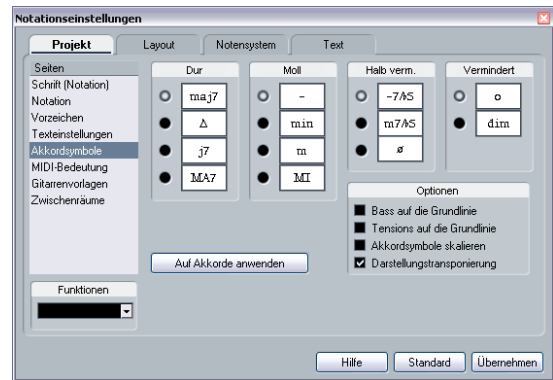 Notationseinstellungen
Projekt
Layout
Notensystem
Text
Seiten
Schrift (Notation)
Notation
Vorzeichen
Texteinstellungen
Akkordsymbole
MIDI-Bedeutung
Gitarrenvorlagen
Zwischenräume
Funktionen
Dur
maj7
Δ
j7
MA7
Moll
-
min
m
MI
Halb verm.
-7/♭5
m7/♭5
ø
Vermindert
o
dim
Optionen
Bass auf die Grundlinie
Tensions auf die Grundlinie
Akkordsymbole skalieren
Darstellungstransponierung
Auf Akkorde anwenden
Hilfe
Standard
Übernehmen